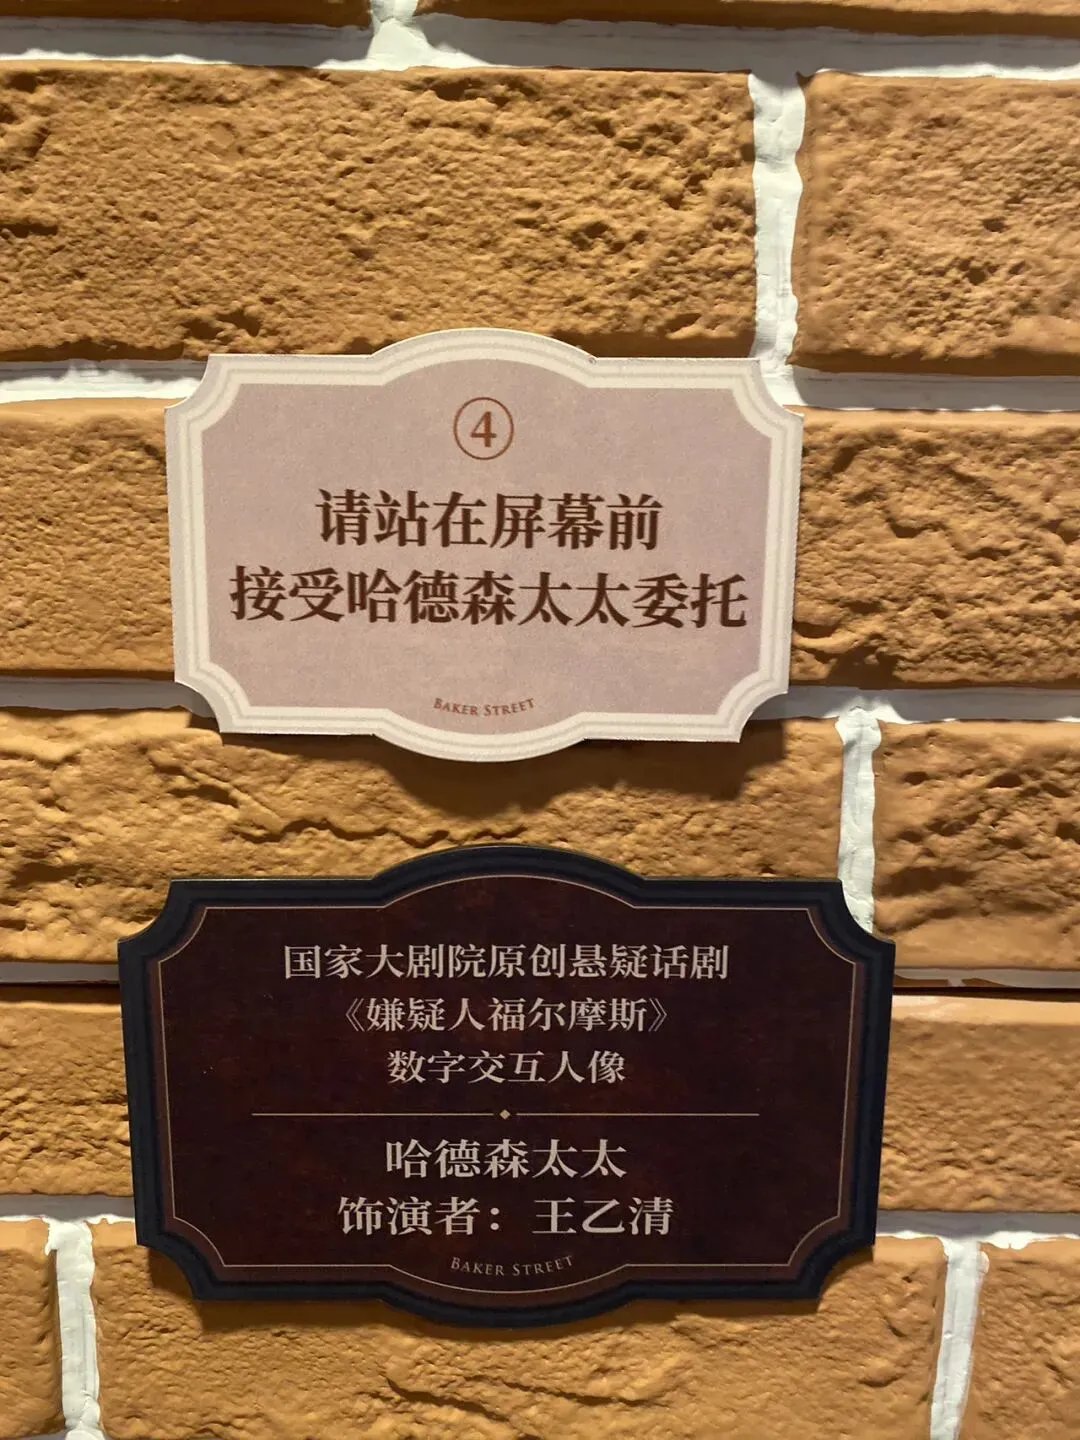 ④
请站在屏幕前
接受哈德森太太委托
BAKER STREET
国家大剧院原创悬疑话剧
《嫌疑人福尔摩斯》
数字交互人像
哈德森太太
饰演者：王乙清
BAKER STREET